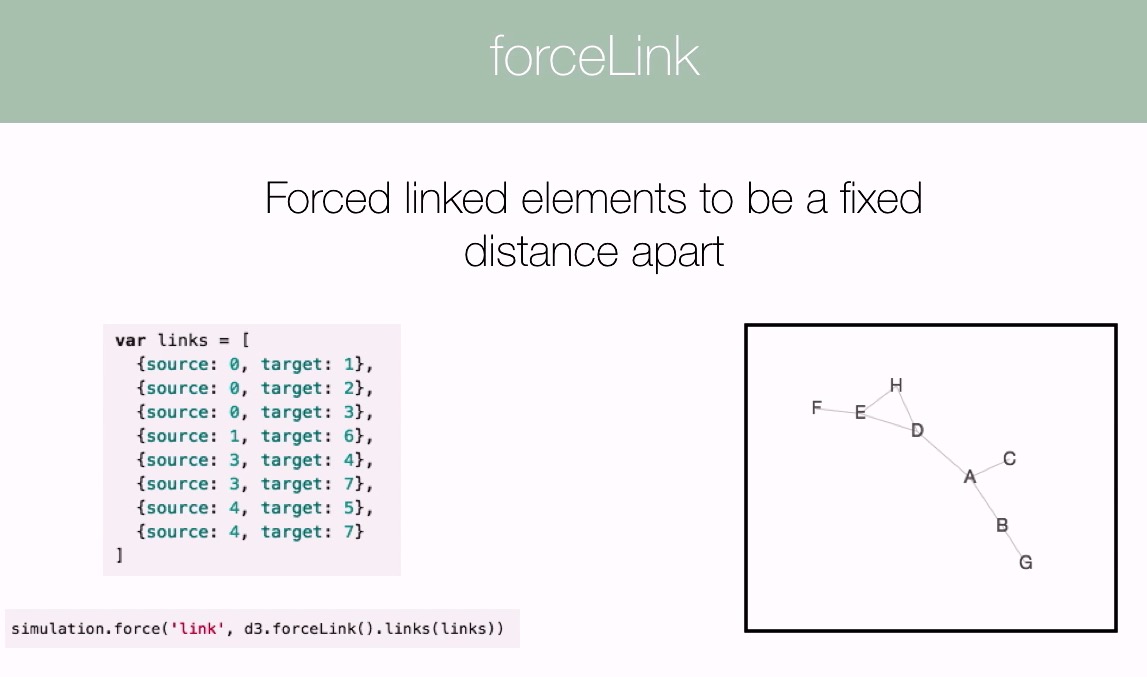 forceLink
Forced linked elements to be a fixed
distance apart
var links = [
  {source: 0, target: 1},
  {source: 0, target: 2},
  {source: 0, target: 3},
  {source: 1, target: 6},
  {source: 3, target: 4},
  {source: 3, target: 7},
  {source: 4, target: 5},
  {source: 4, target: 7}
]
simulation.force('link', d3.forceLink().links(links))
H
F
E
D
C
A
B
G